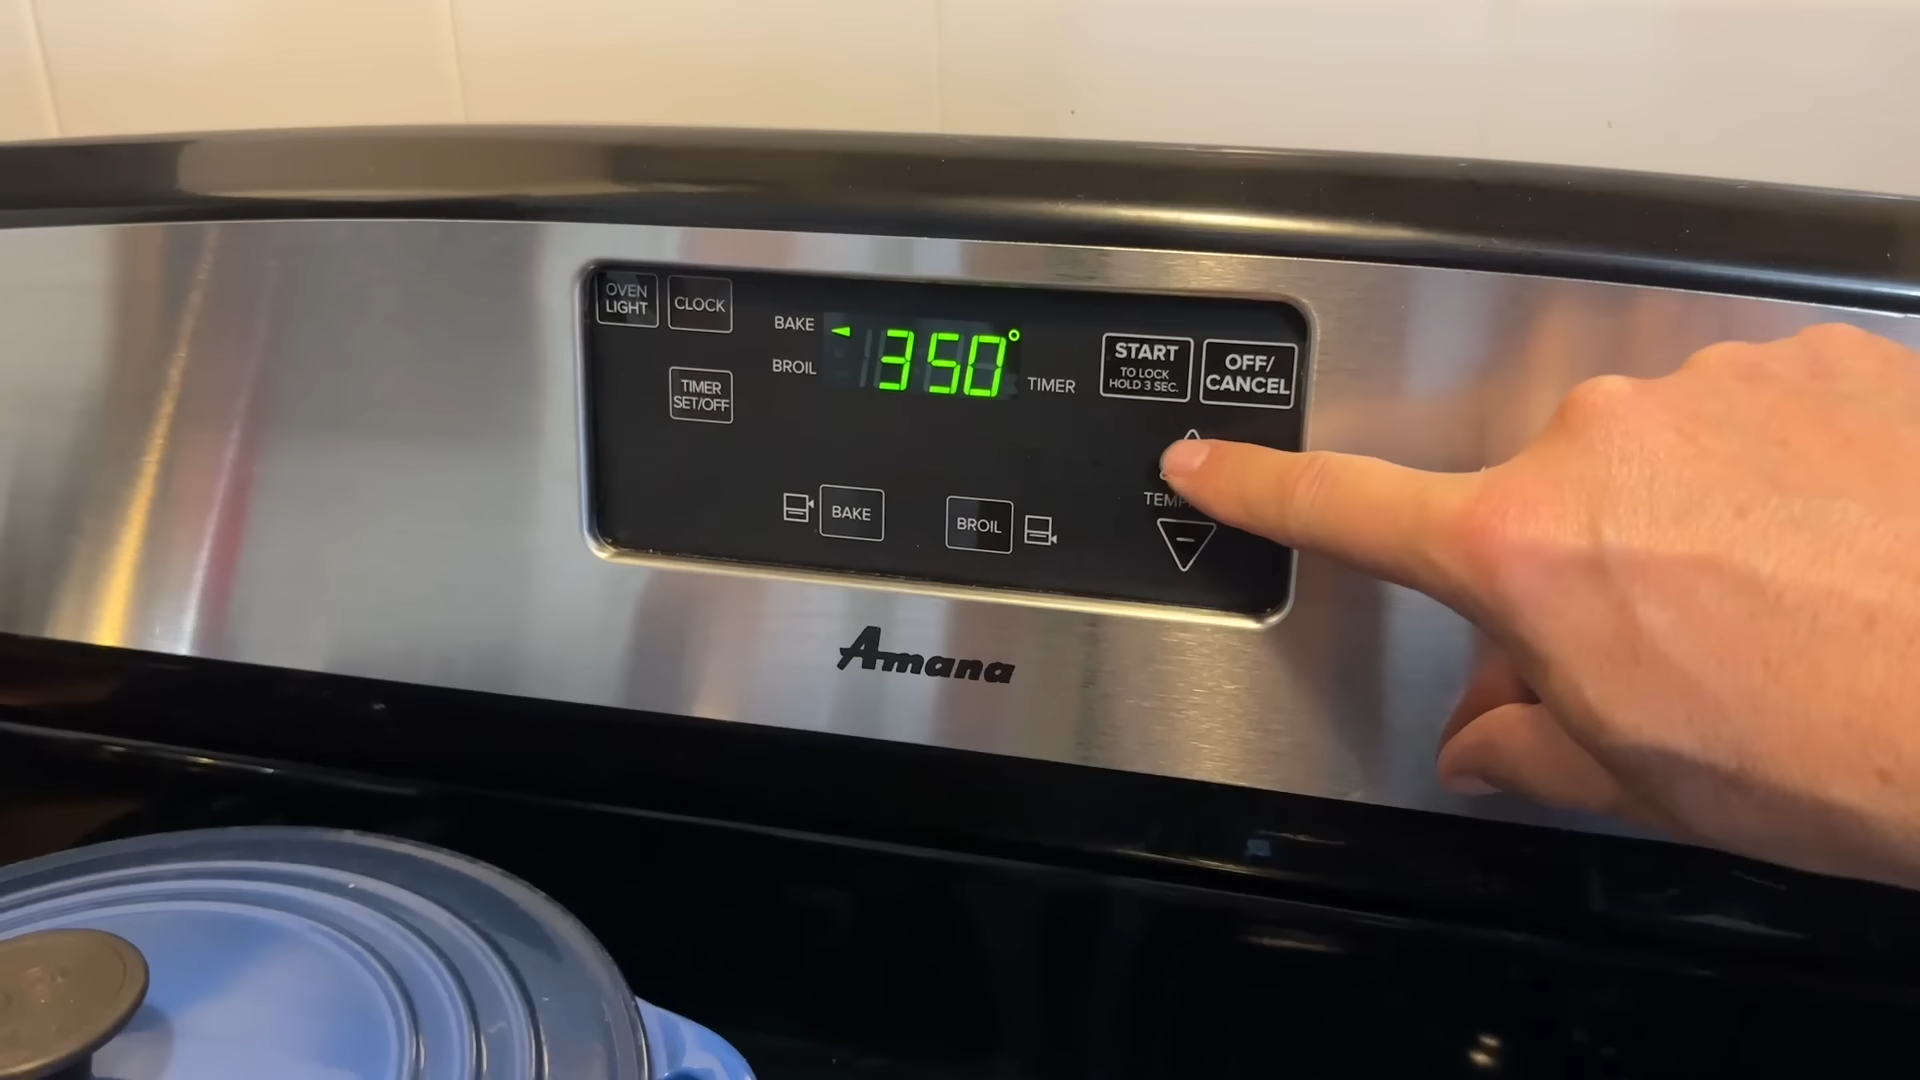 OVEN
LIGHT
CLOCK
BAKE
BROIL
350°
TIMER
START
TO LOCK
HOLD 3 SEC.
OFF/
CANCEL
TIMER
SET/OFF
BAKE
BROIL
-
Amana